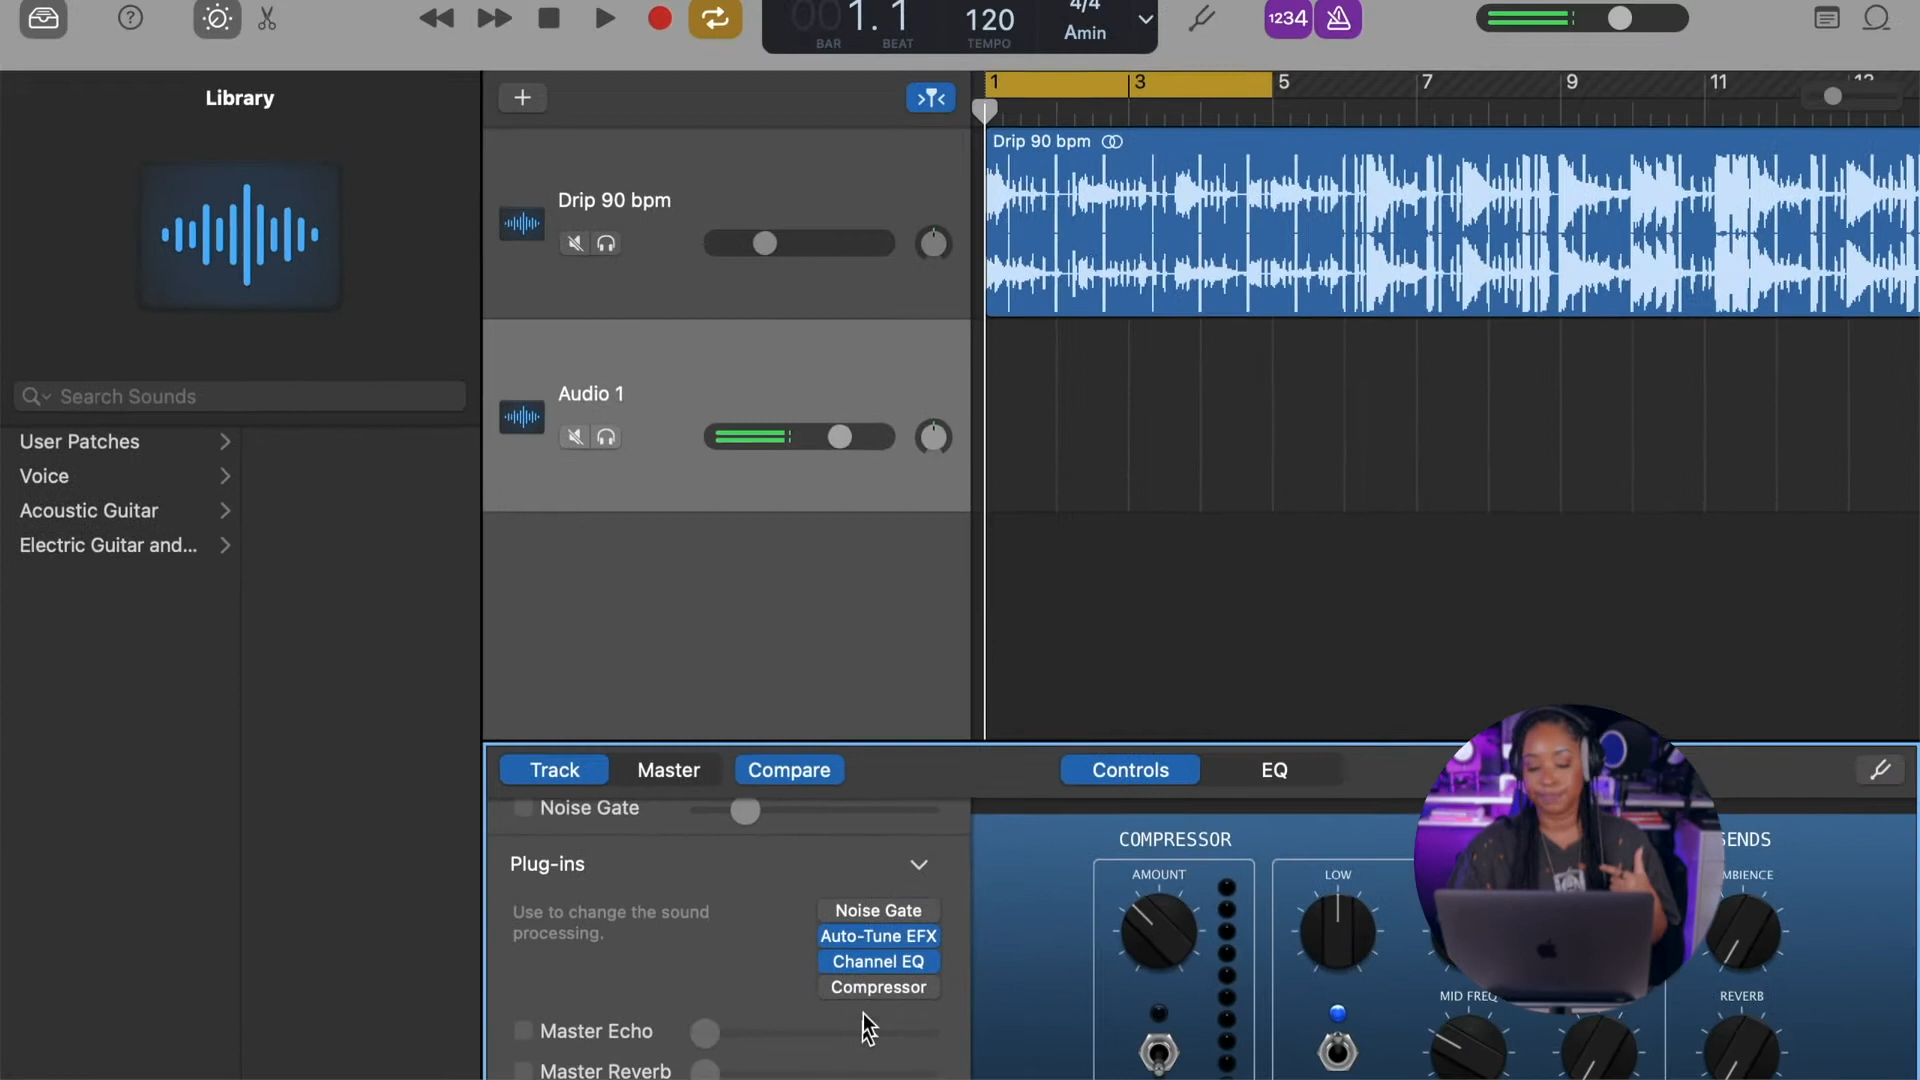 1. 1
BAR
BEAT
120
TEMPO
4/4
Amin
1234
Library
1
3
5
7
9
11
Drip 90 bpm
Drip 90 bpm
Search Sounds
Audio 1
User Patches
Voice
Acoustic Guitar
Electric Guitar and...
Track
Master
Compare
Controls
EQ
Noise Gate
Plug-ins
Use to change the sound
processing.
Noise Gate
Auto-Tune EFX
Channel EQ
Compressor
Master Echo
Master Reverb
COMPRESSOR
AMOUNT
LOW
MID FREQ
REVERB